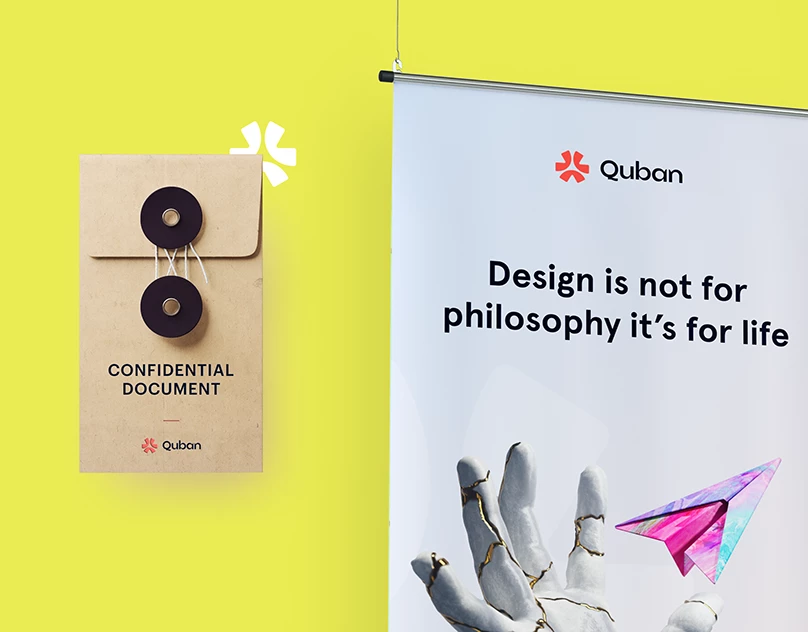 CONFIDENTIAL
DOCUMENT
Quban
Quban
Design is not for
philosophy it's for life